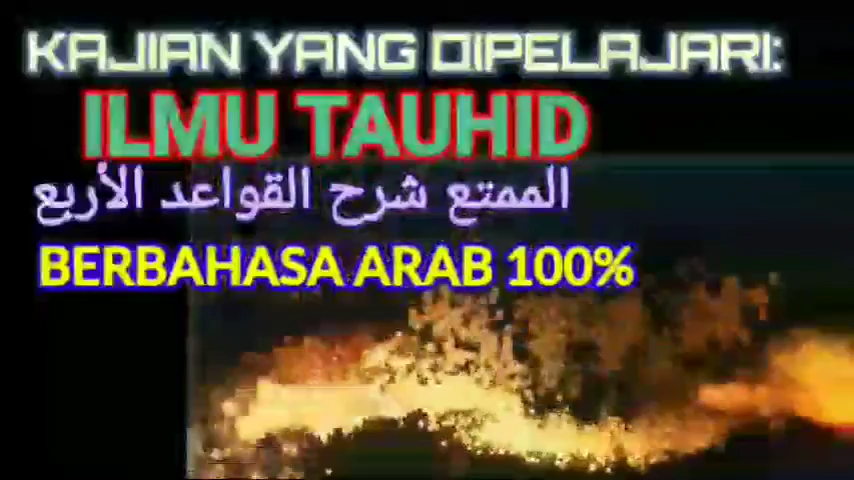 KAJIAN YANG DIPELAJARI:
ILMU TAUHID
الممتع شرح القواعد الأربع
BERBAHASA ARAB 100%